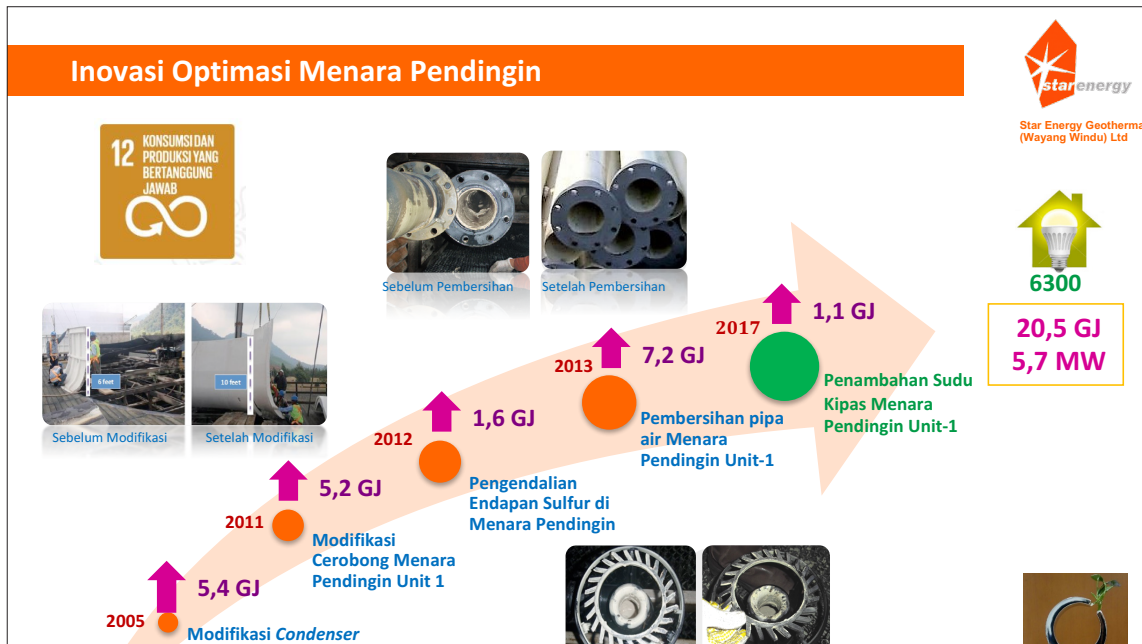 Inovasi Optimasi Menara Pendingin
starenergy
Star Energy Geotherma
(Wayang Windu) Ltd
12 KONSUMSI DAN
PRODUKSI YANG
BERTANGGUNG
JAWAB
Sebelum Pembersihan
Setelah Pembersihan
6300
20,5 GJ
5,7 MW
6 feet
10 feet
Sebelum Modifikasi
Setelah Modifikasi
2017
1,1 GJ
Penambahan Sudu
Kipas Menara
Pendingin Unit-1
2013
7,2 GJ
Pembersihan pipa
air Menara
Pendingin Unit-1
2012
1,6 GJ
Pengendalian
Endapan Sulfur di
Menara Pendingin
2011
5,2 GJ
Modifikasi
Cerobong Menara
Pendingin Unit 1
2005
5,4 GJ
Modifikasi Condenser